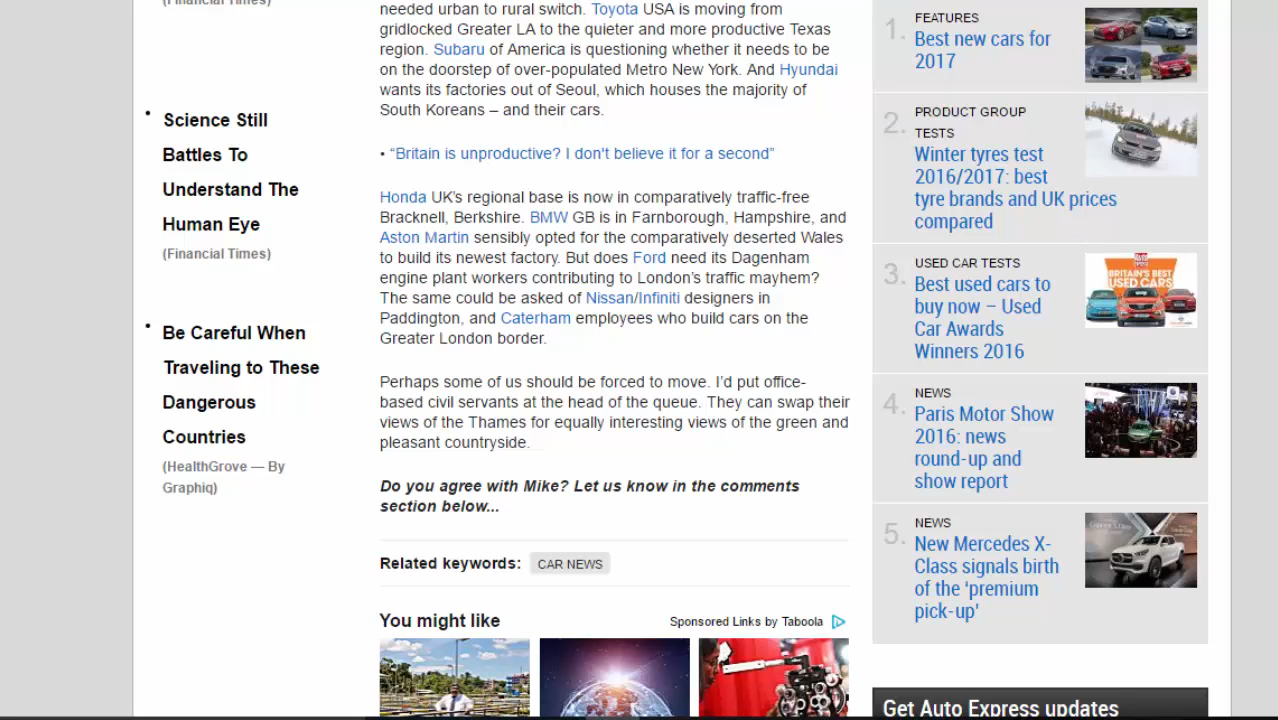 (Financial Times)
Science Still
Battles To
Understand The
Human Eye
(Financial Times)
Be Careful When
Traveling to These
Dangerous
Countries
(HealthGrove — By
Graphiq)
needed urban to rural switch. Toyota USA is moving from
gridlocked Greater LA to the quieter and more productive Texas
region. Subaru of America is questioning whether it needs to be
on the doorstep of over-populated Metro New York. And Hyundai
wants its factories out of Seoul, which houses the majority of
South Koreans – and their cars.
• “Britain is unproductive? I don't believe it for a second”
Honda UK’s regional base is now in comparatively traffic-free
Bracknell, Berkshire. BMW GB is in Farnborough, Hampshire, and
Aston Martin sensibly opted for the comparatively deserted Wales
to build its newest factory. But does Ford need its Dagenham
engine plant workers contributing to London’s traffic mayhem?
The same could be asked of Nissan/Infiniti designers in
Paddington, and Caterham employees who build cars on the
Greater London border.
Perhaps some of us should be forced to move. I’d put office-
based civil servants at the head of the queue. They can swap their
views of the Thames for equally interesting views of the green and
pleasant countryside.
Do you agree with Mike? Let us know in the comments
section below...
Related keywords: CAR NEWS
You might like
Sponsored Links by Taboola
1. FEATURES
Best new cars for
2017
2. PRODUCT GROUP
TESTS
Winter tyres test
2016/2017: best
tyre brands and UK prices
compared
3. USED CAR TESTS
Best used cars to
buy now – Used
Car Awards
Winners 2016
BRITAIN'S BEST
USED CARS
4. NEWS
Paris Motor Show
2016: news
round-up and
show report
5. NEWS
New Mercedes X-
Class signals birth
of the 'premium
pick-up'
Get Auto Express updates